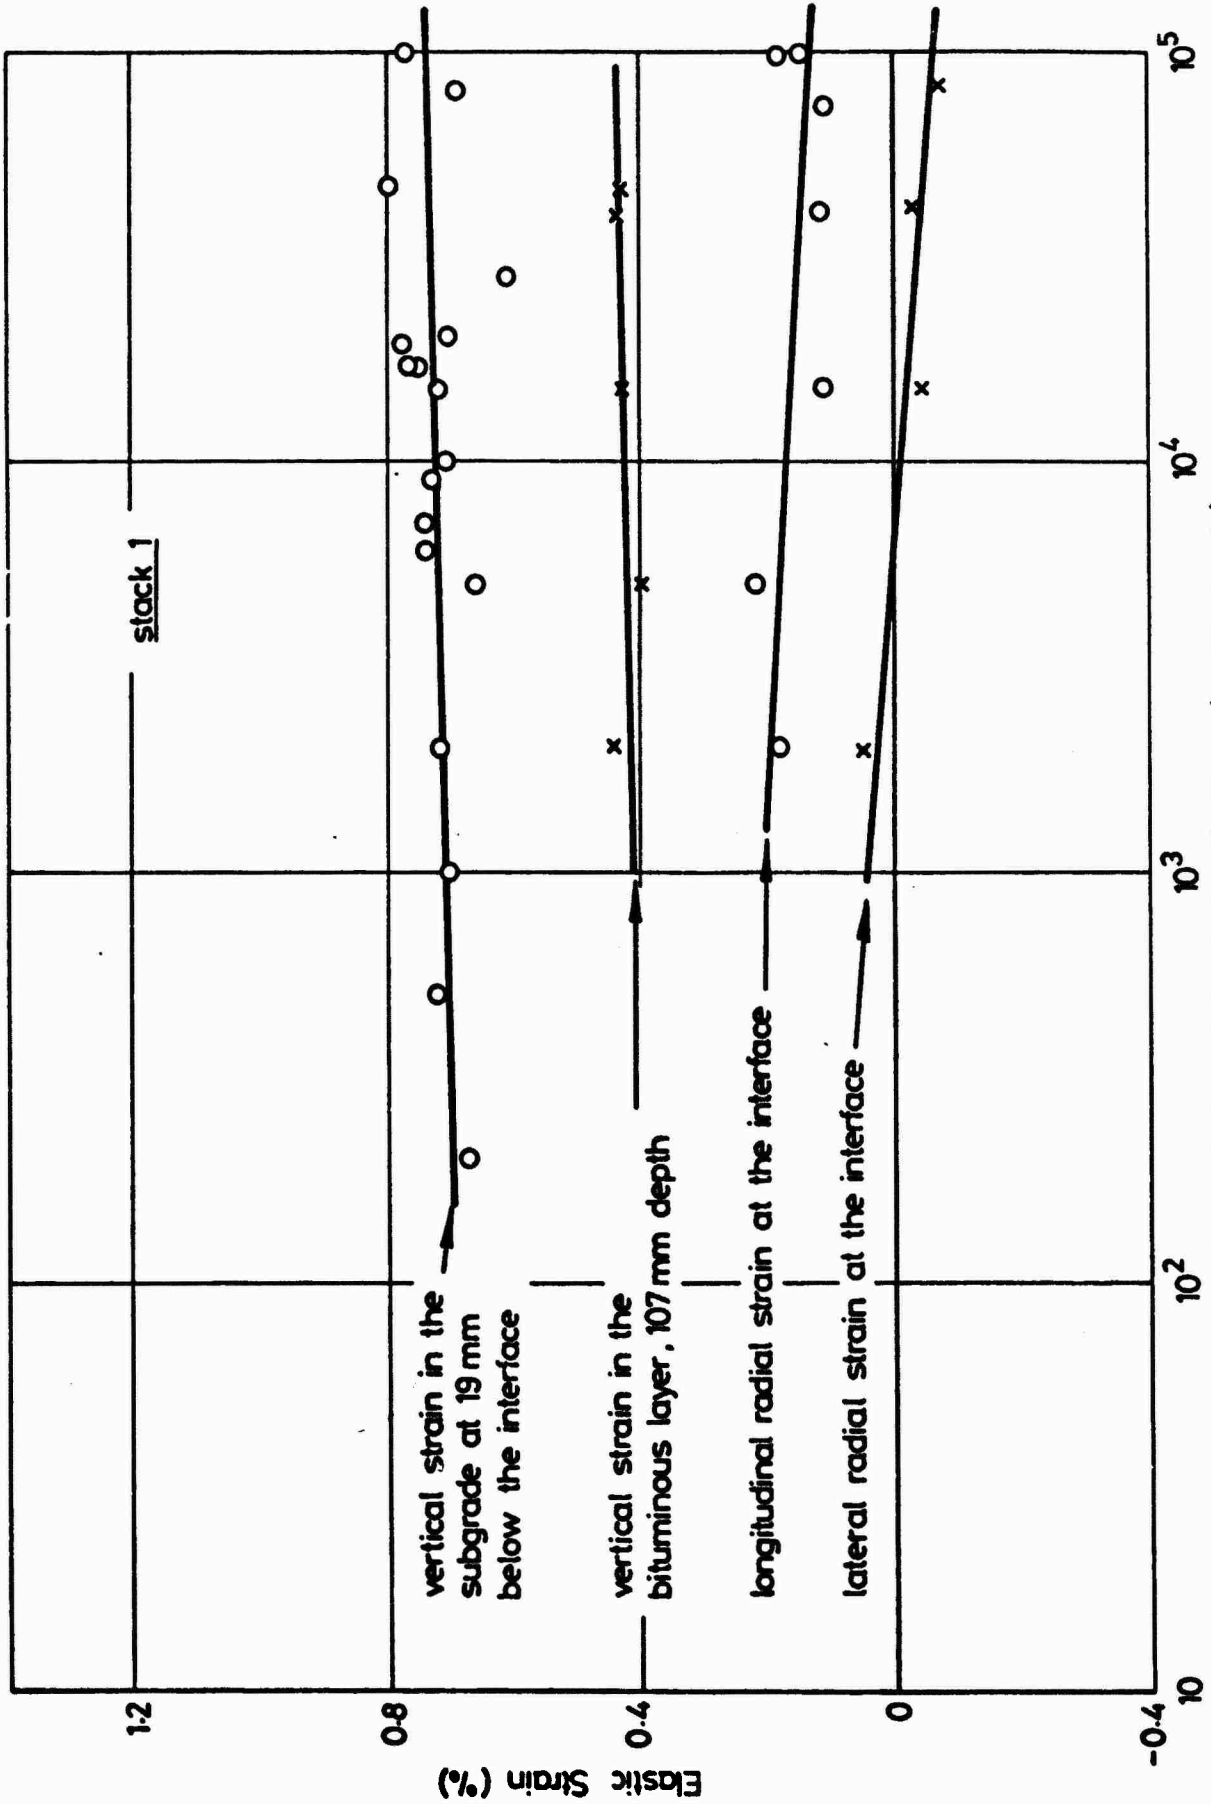 stack 1
1·2
0·8
0·4
0
-0·4
Elastic Strain (%)
vertical strain in the
subgrade at 19 mm
below the interface
vertical strain in the
bituminous layer, 107 mm depth
longitudinal radial strain at the interface
lateral radial strain at the interface
10
10²
10³
10⁴
10⁵